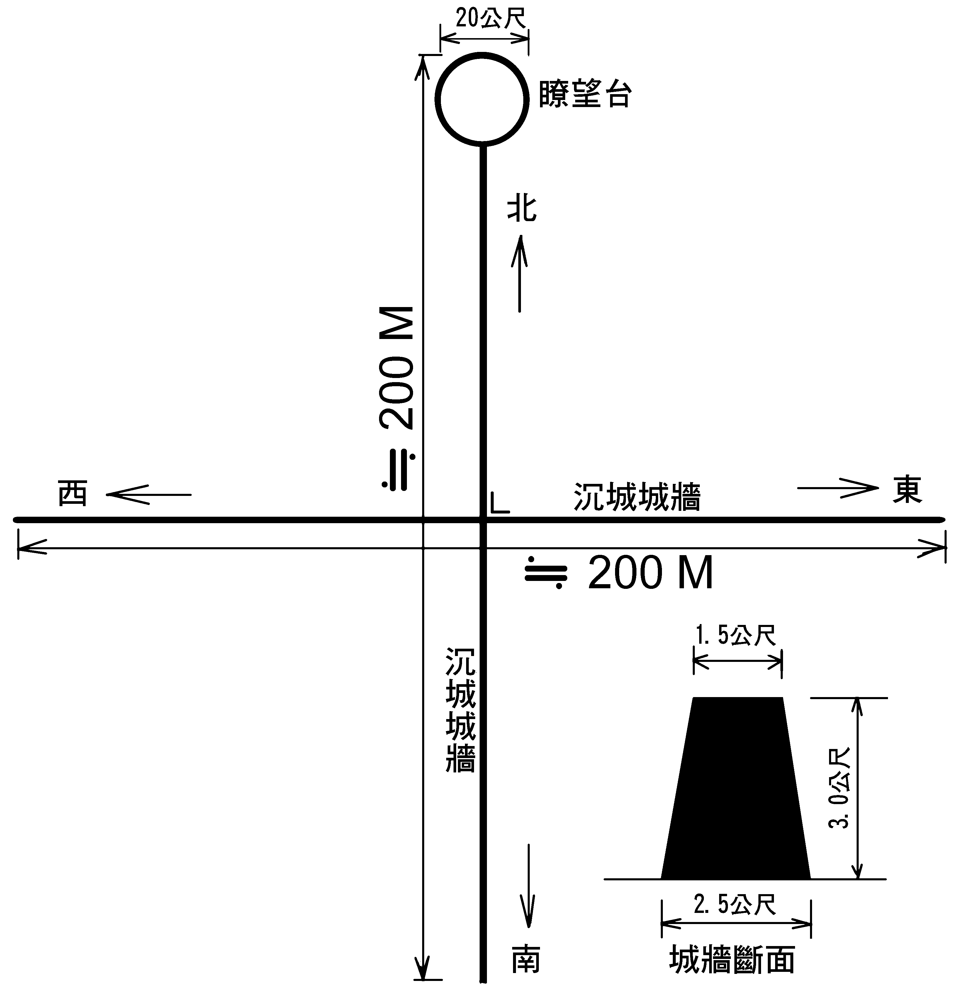 20公尺
瞭望台
北
≒ 200 M
西
沉城城牆
東
≒ 200 M
沉城城牆
1.5公尺
3.0公尺
2.5公尺
南
城牆斷面